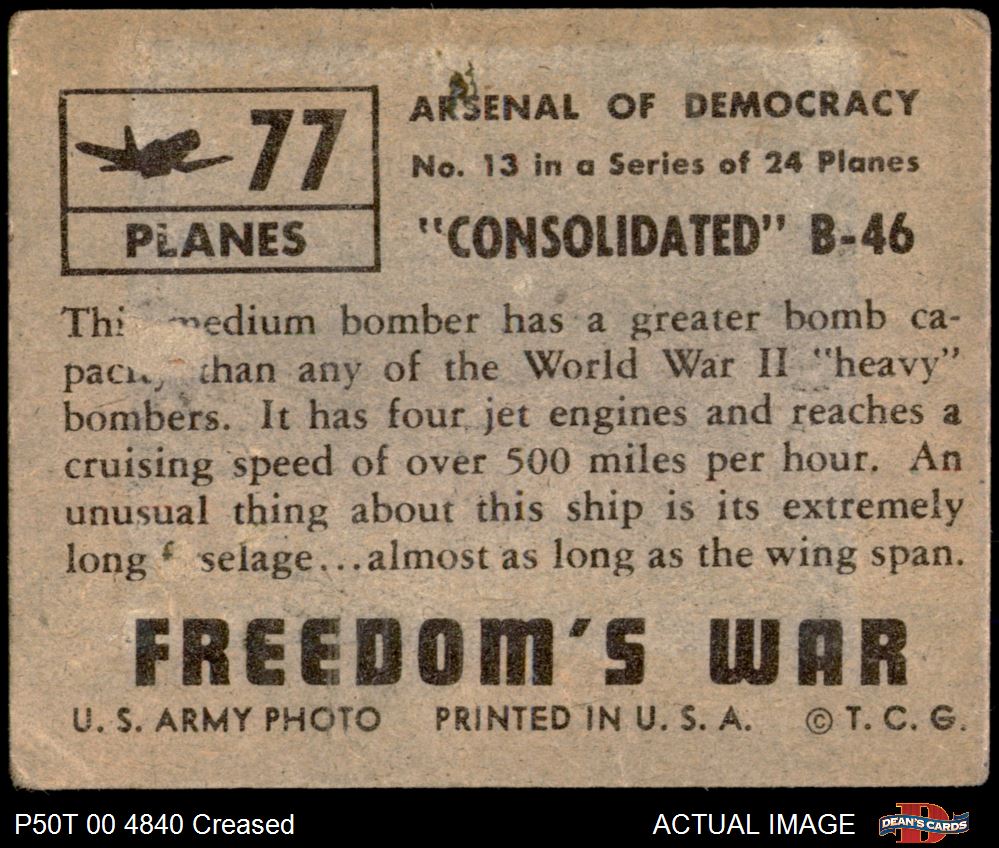 77
PLANES
ARSENAL OF DEMOCRACY
No. 13 in a Series of 24 Planes
"CONSOLIDATED" B-46
medium bomber has a greater bomb ca-
than any of the World War II "heavy"
bombers. It has four jet engines and reaches a
cruising speed of over 500 miles per hour. An
unusual thing about this ship is its extremely
long selage...almost as long as the wing span.
FREEDOM'S WAR
U. S. ARMY PHOTO PRINTED IN U. S. A. © T. C. G.
P50T 00 4840 Creased
ACTUAL IMAGE
D
DEAN'S CARDS